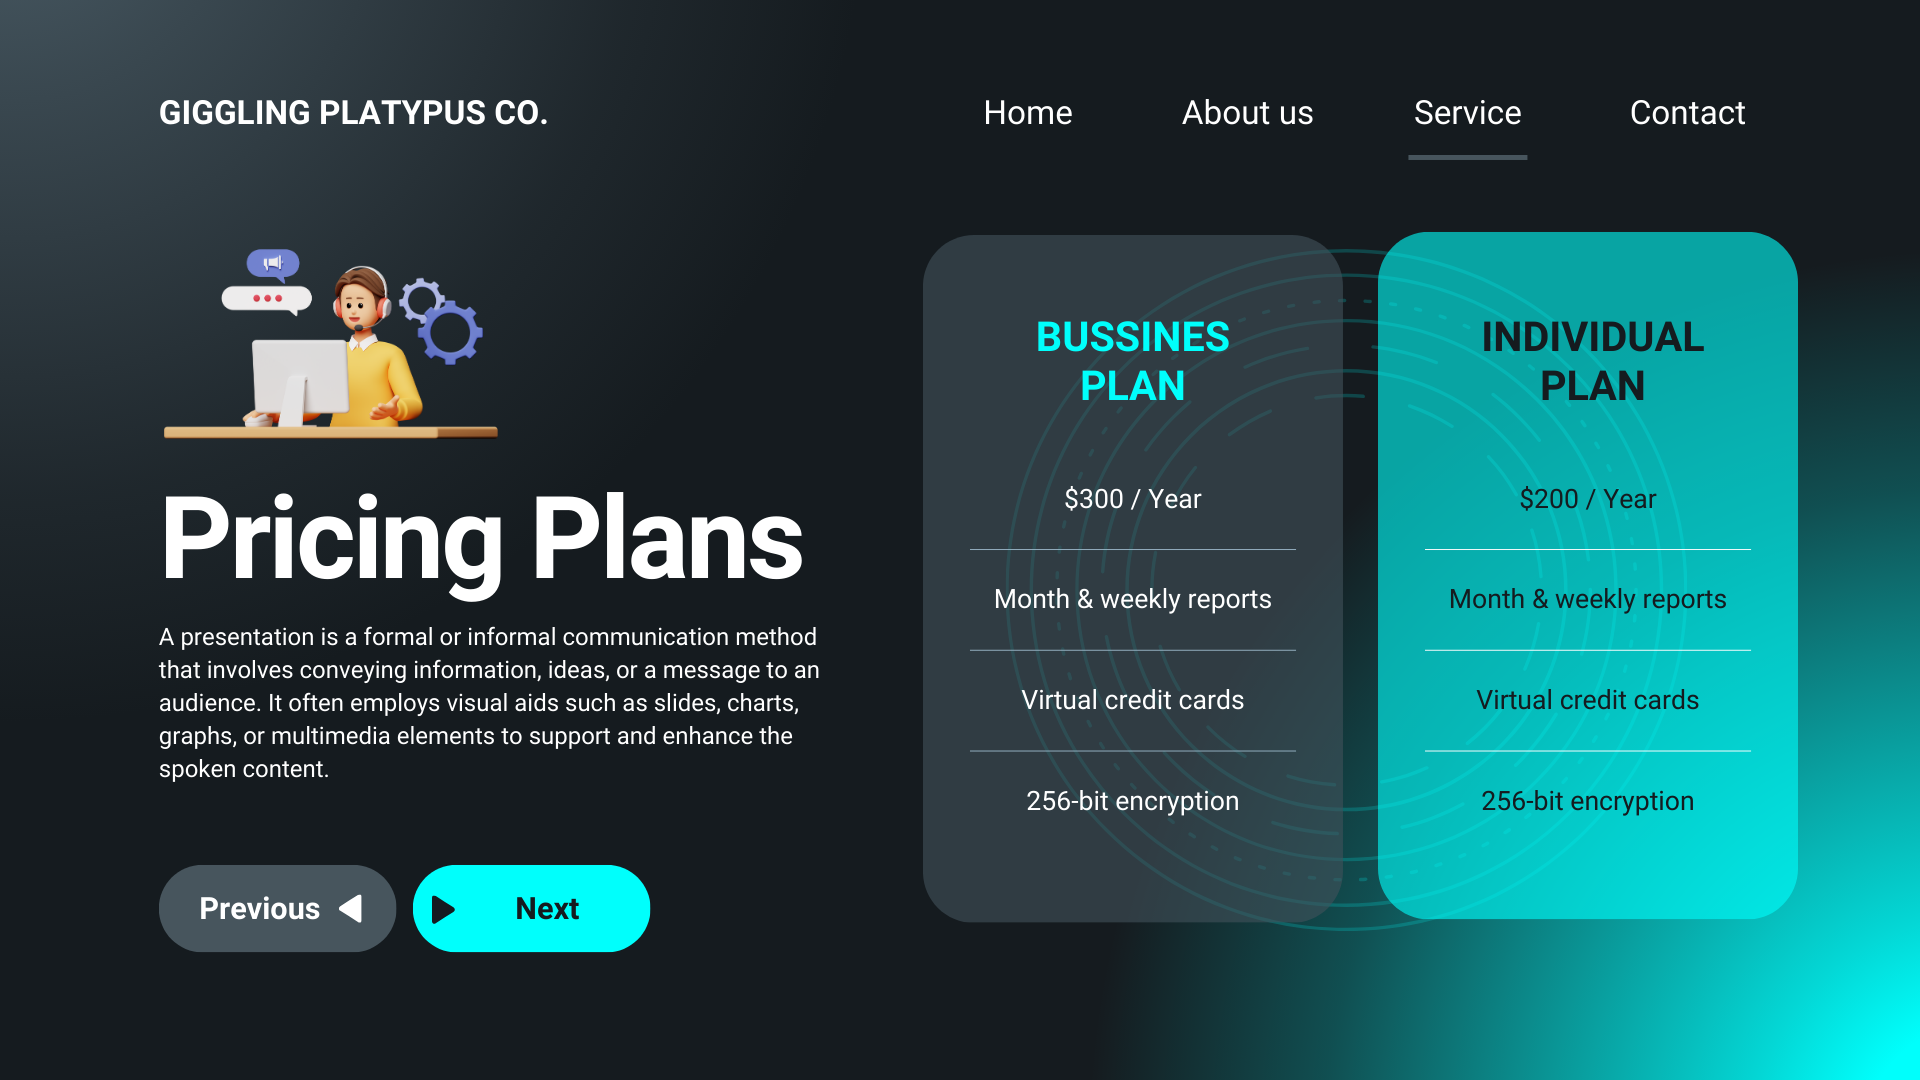 GIGGLING PLATYPUS CO.
Home
About us
Service
Contact
Pricing Plans
A presentation is a formal or informal communication method
that involves conveying information, ideas, or a message to an
audience. It often employs visual aids such as slides, charts,
graphs, or multimedia elements to support and enhance the
spoken content.
Previous
Next
BUSSINES
PLAN
$300 / Year
Month & weekly reports
Virtual credit cards
256-bit encryption
INDIVIDUAL
PLAN
$200 / Year
Month & weekly reports
Virtual credit cards
256-bit encryption